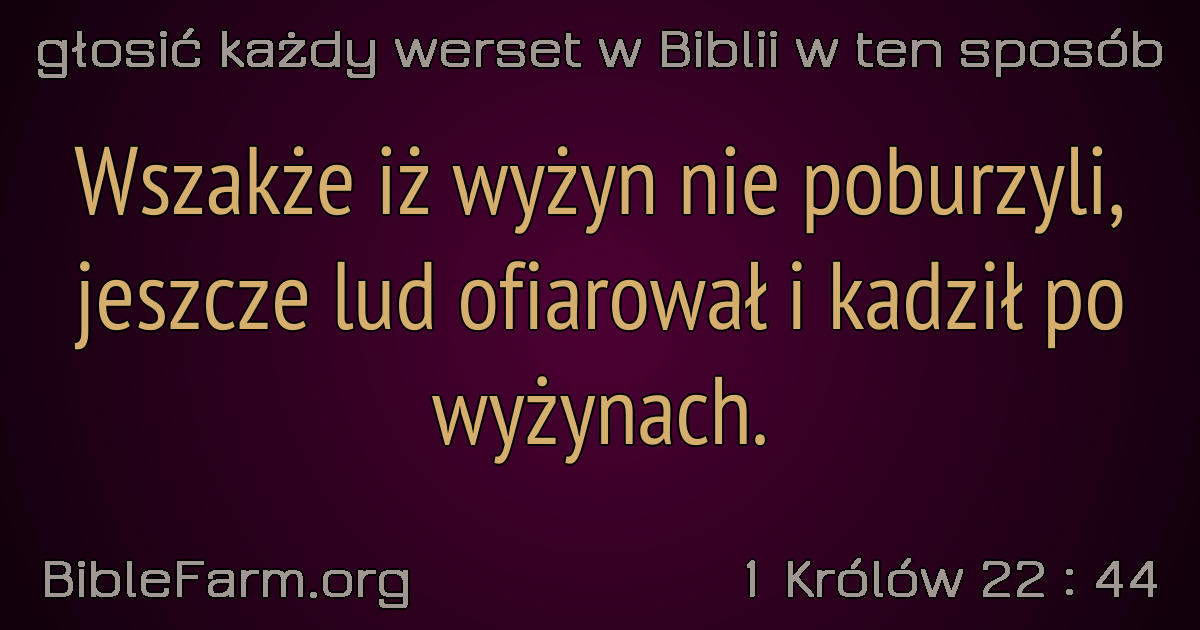 głosić każdy werset w Biblii w ten sposób
Wszakże iż wyżyn nie poburzyli,
jeszcze lud ofiarował i kadził po
wyżynach.
BibleFarm.org
1 Królów 22 : 44